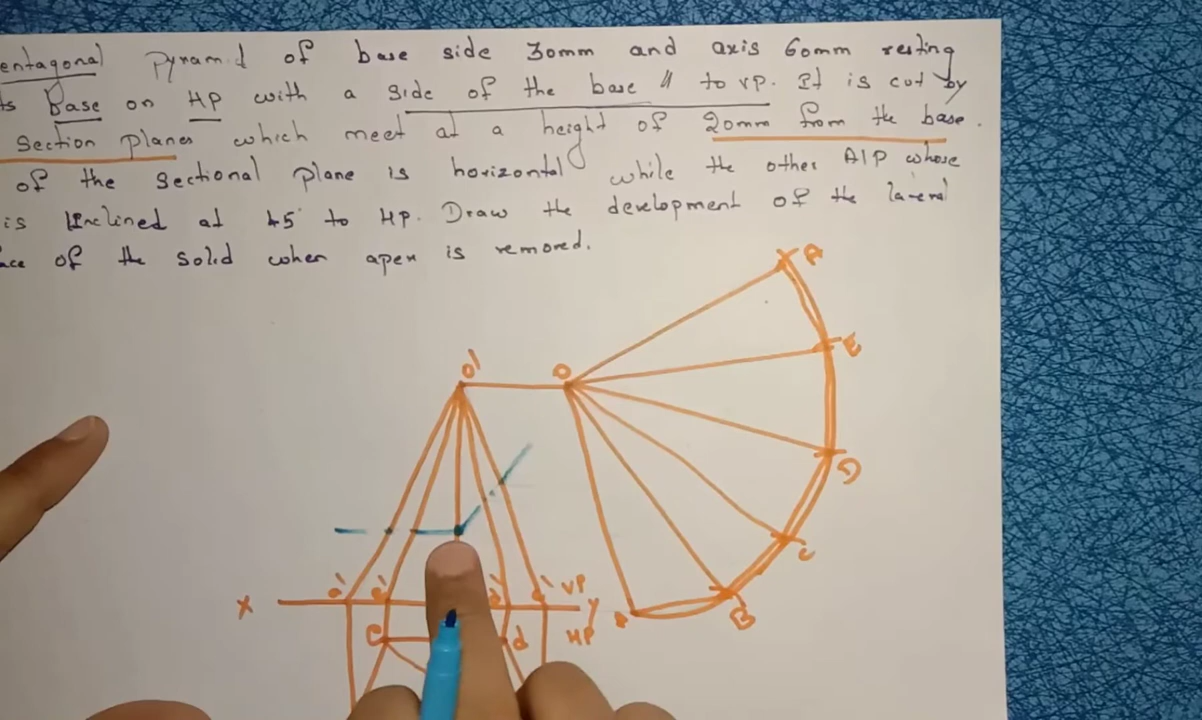 entagonal Pyramid of base side 30mm and axis 60mm resting
ts Base on HP with a side of the base // to VP. It is cut by
Section Planes which meet at a height of 20mm from the base.
of the Sectional Plane is horizontal while the other AIP whose
is Inclined at 45° to HP. Draw the development of the lateral
ace of the solid when apex is removed.
A
E
o'
O
D
C
a'
e'
c'
VP
X
Y
A
B
HP
e
d